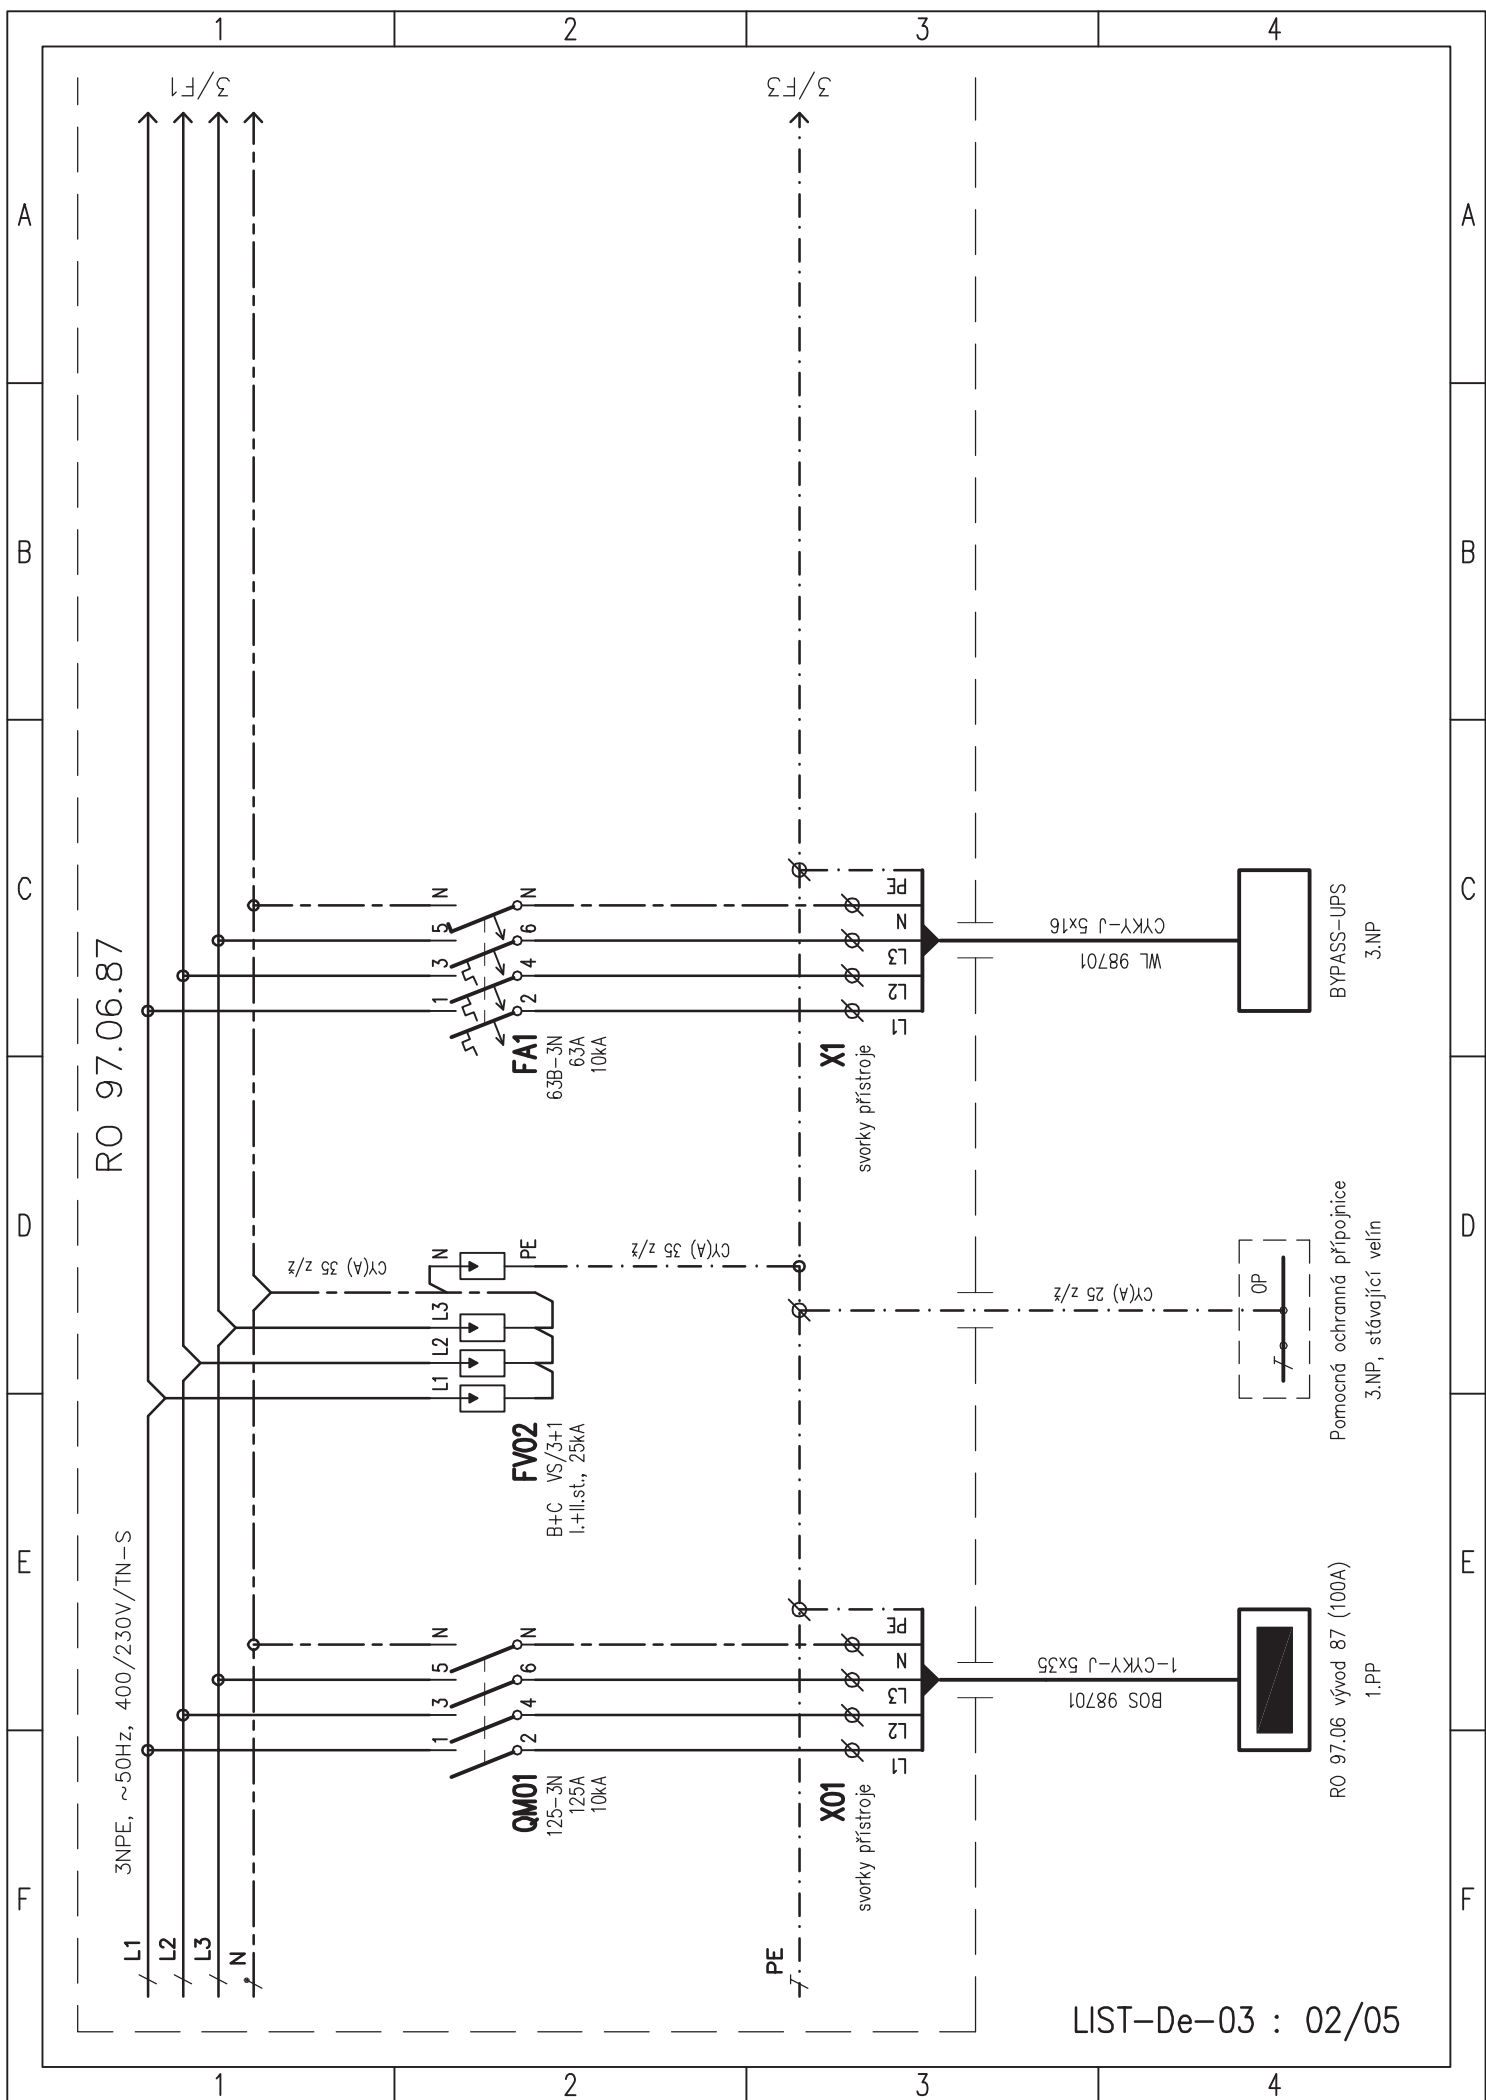 1
2
3
4
A
B
C
D
E
F
A
B
C
D
E
F
1
2
3
4
RO 97.06.87
3NPE, ~50Hz, 400/230V/TN-S
L1
L2
L3
N
PE
3/F1
3/F3
1
3
5
N
2
4
6
N
QM01
125-3N
125A
10kA
L1
L2
L3
N
PE
FV02
B+C VS/3+1
I.+II.st., 25kA
CY(A) 35 z/ž
CY(A) 35 z/ž
1
3
5
N
2
4
6
N
FA1
63B-3N
63A
10kA
X01
svorky přístroje
L1
L2
L3
N
PE
X1
svorky přístroje
L1
L2
L3
N
PE
BOS 98701
1-CYKY-J 5x35
CY(A) 25 z/ž
WL 98701
CYKY-J 5x16
RO 97.06 vývod 87 (100A)
1.PP
OP
Pomocná ochranná přípojnice
3.NP, stávající velín
BYPASS-UPS
3.NP
LIST-De-03 : 02/05